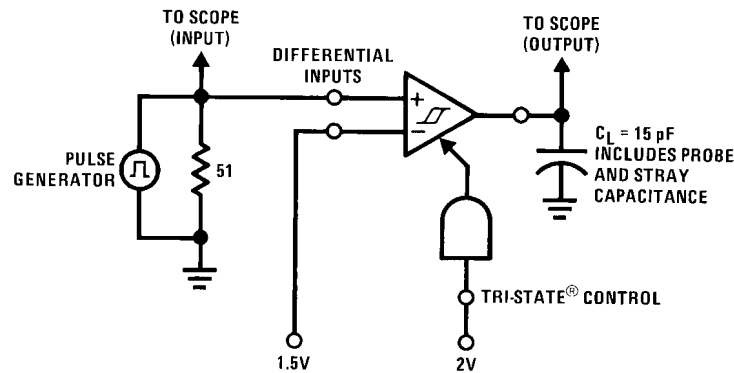 TO SCOPE
(INPUT)
TO SCOPE
(OUTPUT)
DIFFERENTIAL
INPUTS
+
−
PULSE
GENERATOR
51
C_L = 15 pF
INCLUDES PROBE
AND STRAY
CAPACITANCE
TRI-STATE® CONTROL
1.5V
2V